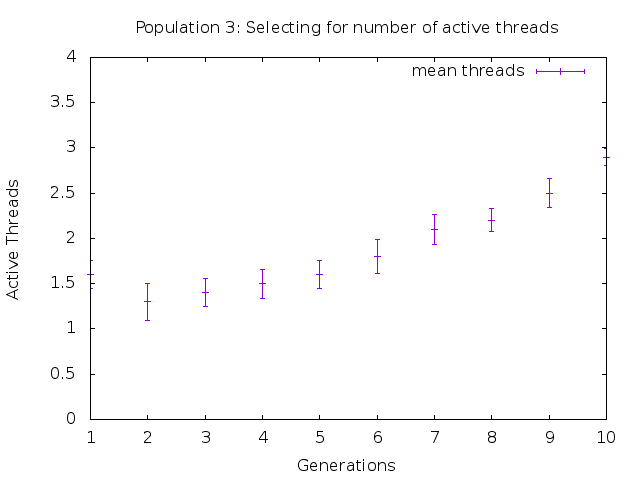 Population 3: Selecting for number of active threads
mean threads
4
3.5
3
2.5
2
1.5
1
0.5
0
Active Threads
1 2 3 4 5 6 7 8 9 10
Generations